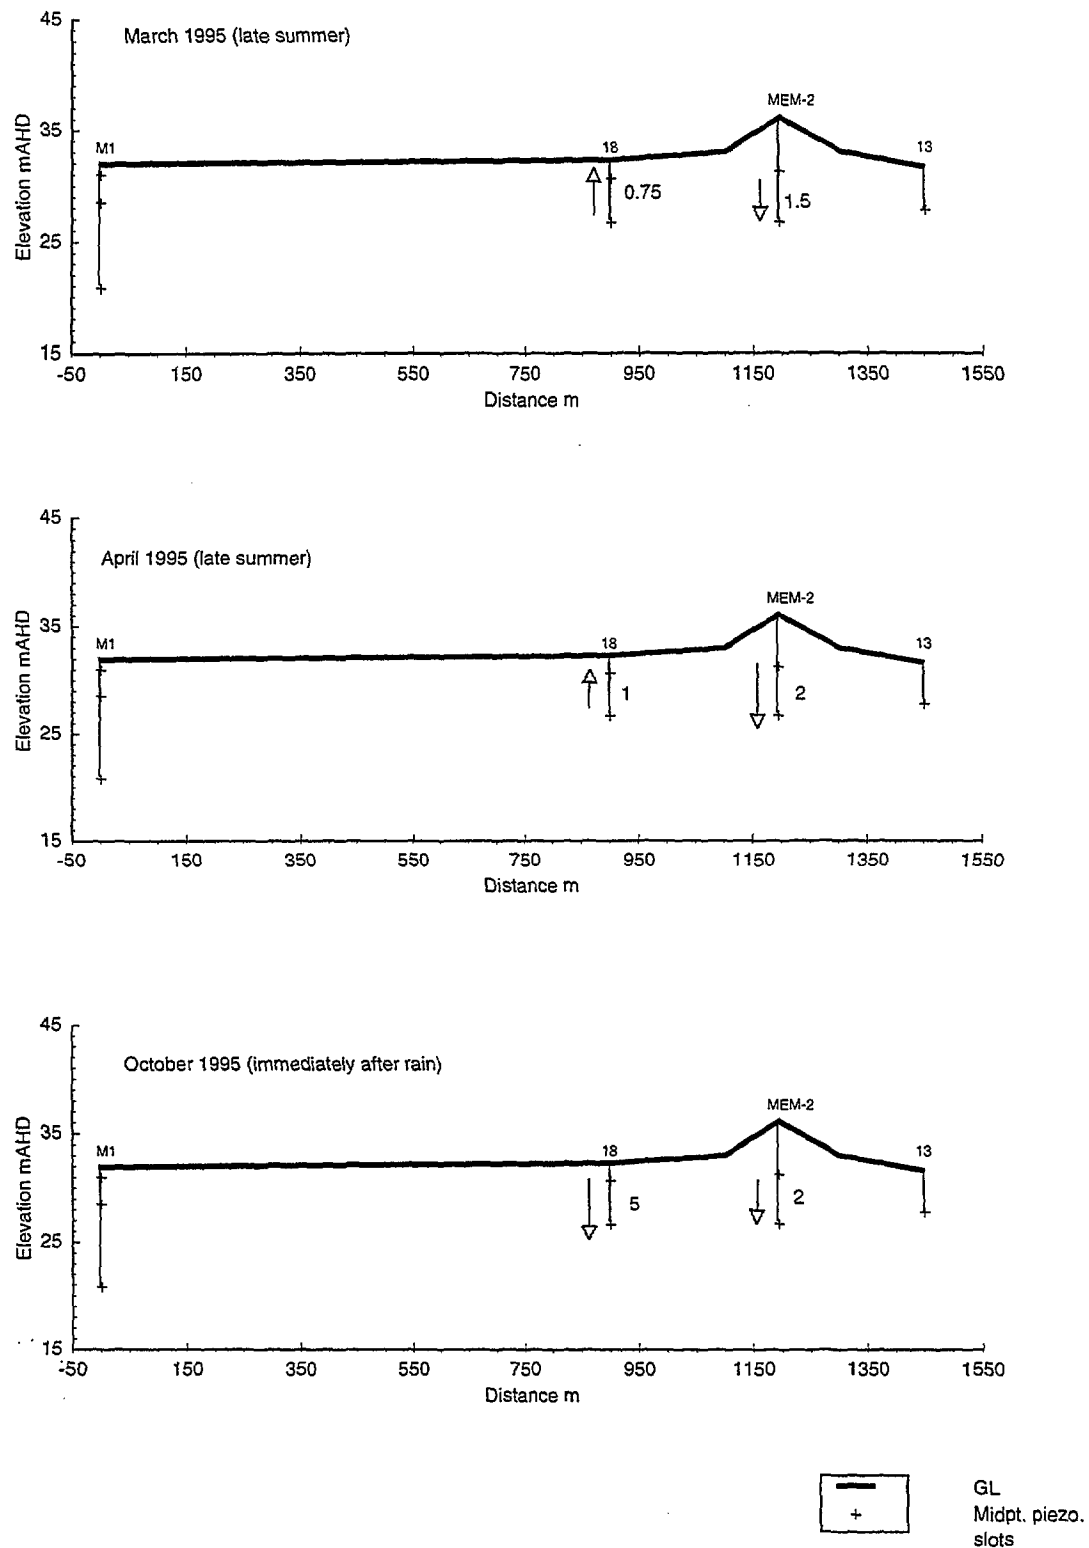 March 1995 (late summer)
45
35
25
15
Elevation mAHD
M1
18
MEM-2
13
0.75
1.5
-50 150 350 550 750 950 1150 1350 1550
Distance m
April 1995 (late summer)
45
35
25
15
Elevation mAHD
M1
18
MEM-2
13
1
2
-50 150 350 550 750 950 1150 1350 1550
Distance m
October 1995 (immediately after rain)
45
35
25
15
Elevation mAHD
M1
18
MEM-2
13
5
2
-50 150 350 550 750 950 1150 1350 1550
Distance m
GL
Midpt. piezo.
slots